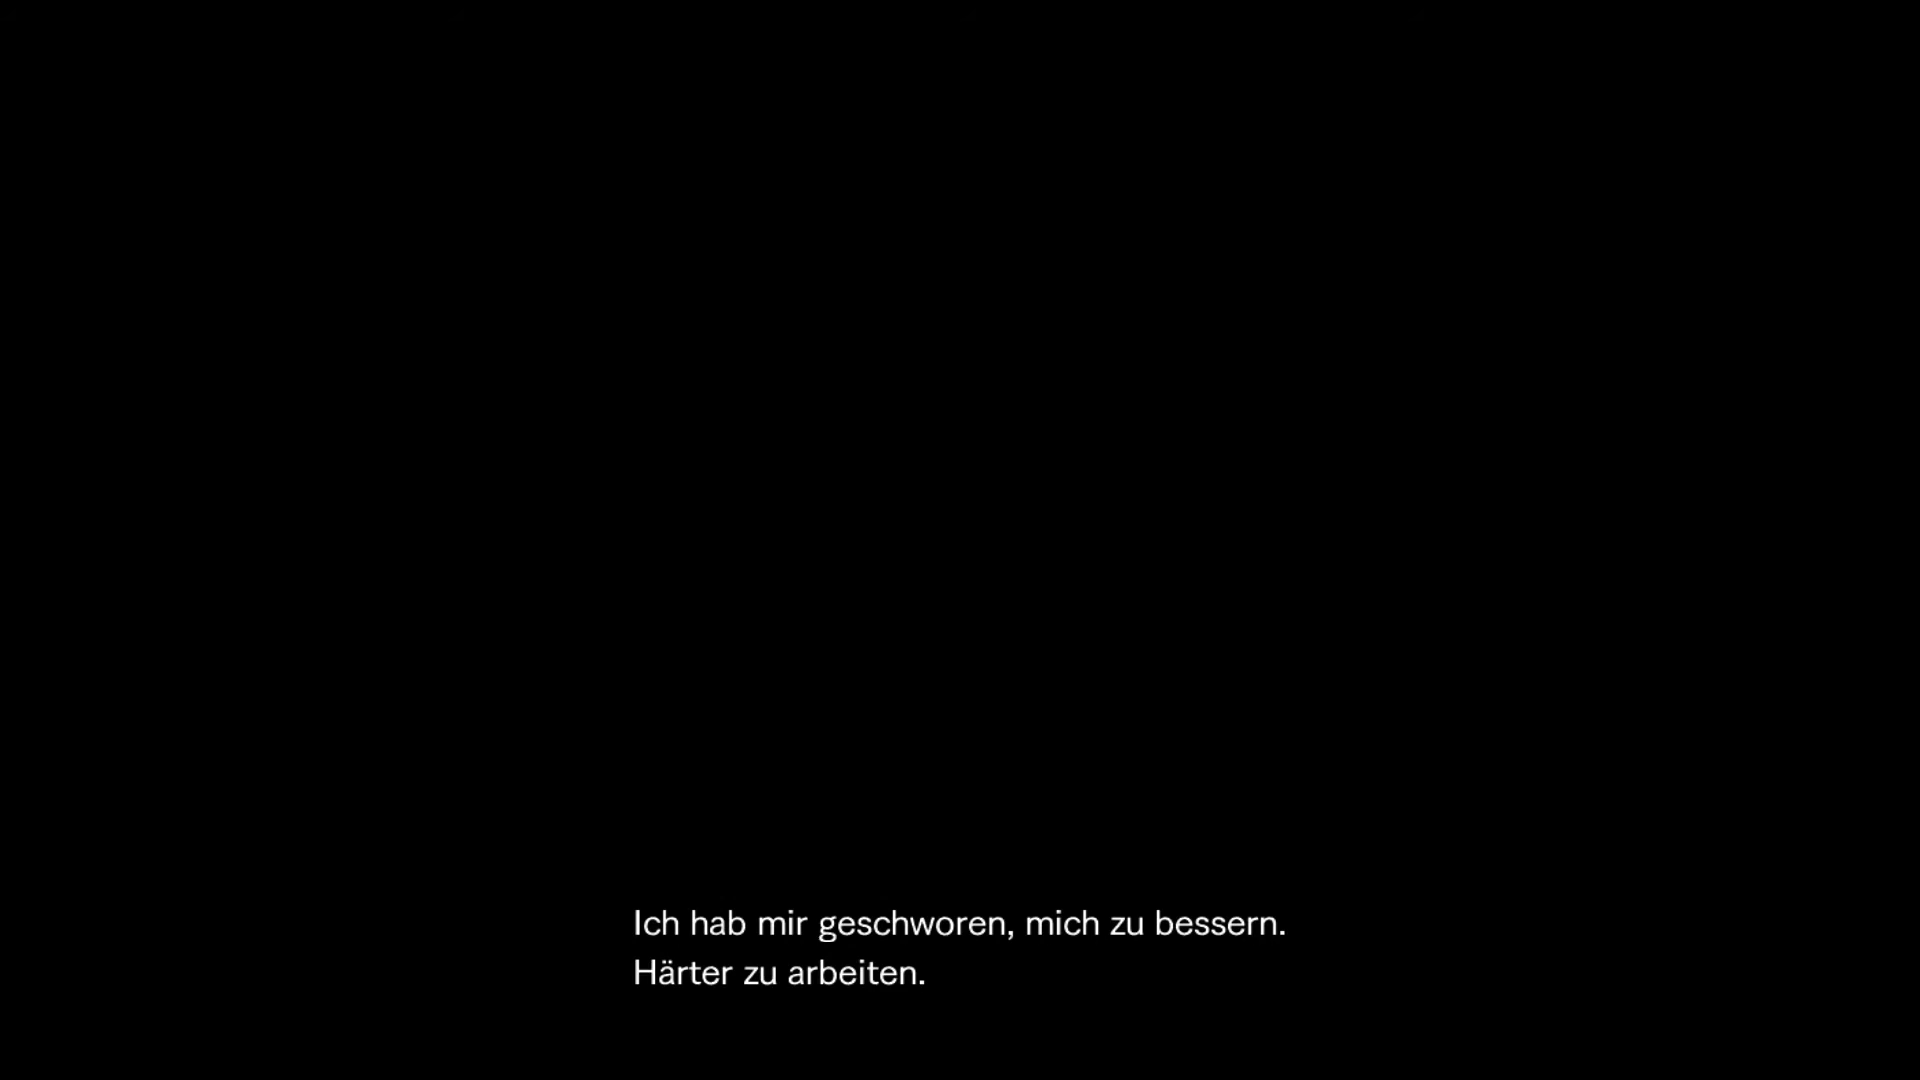 Ich hab mir geschworen, mich zu bessern.
Härter zu arbeiten.